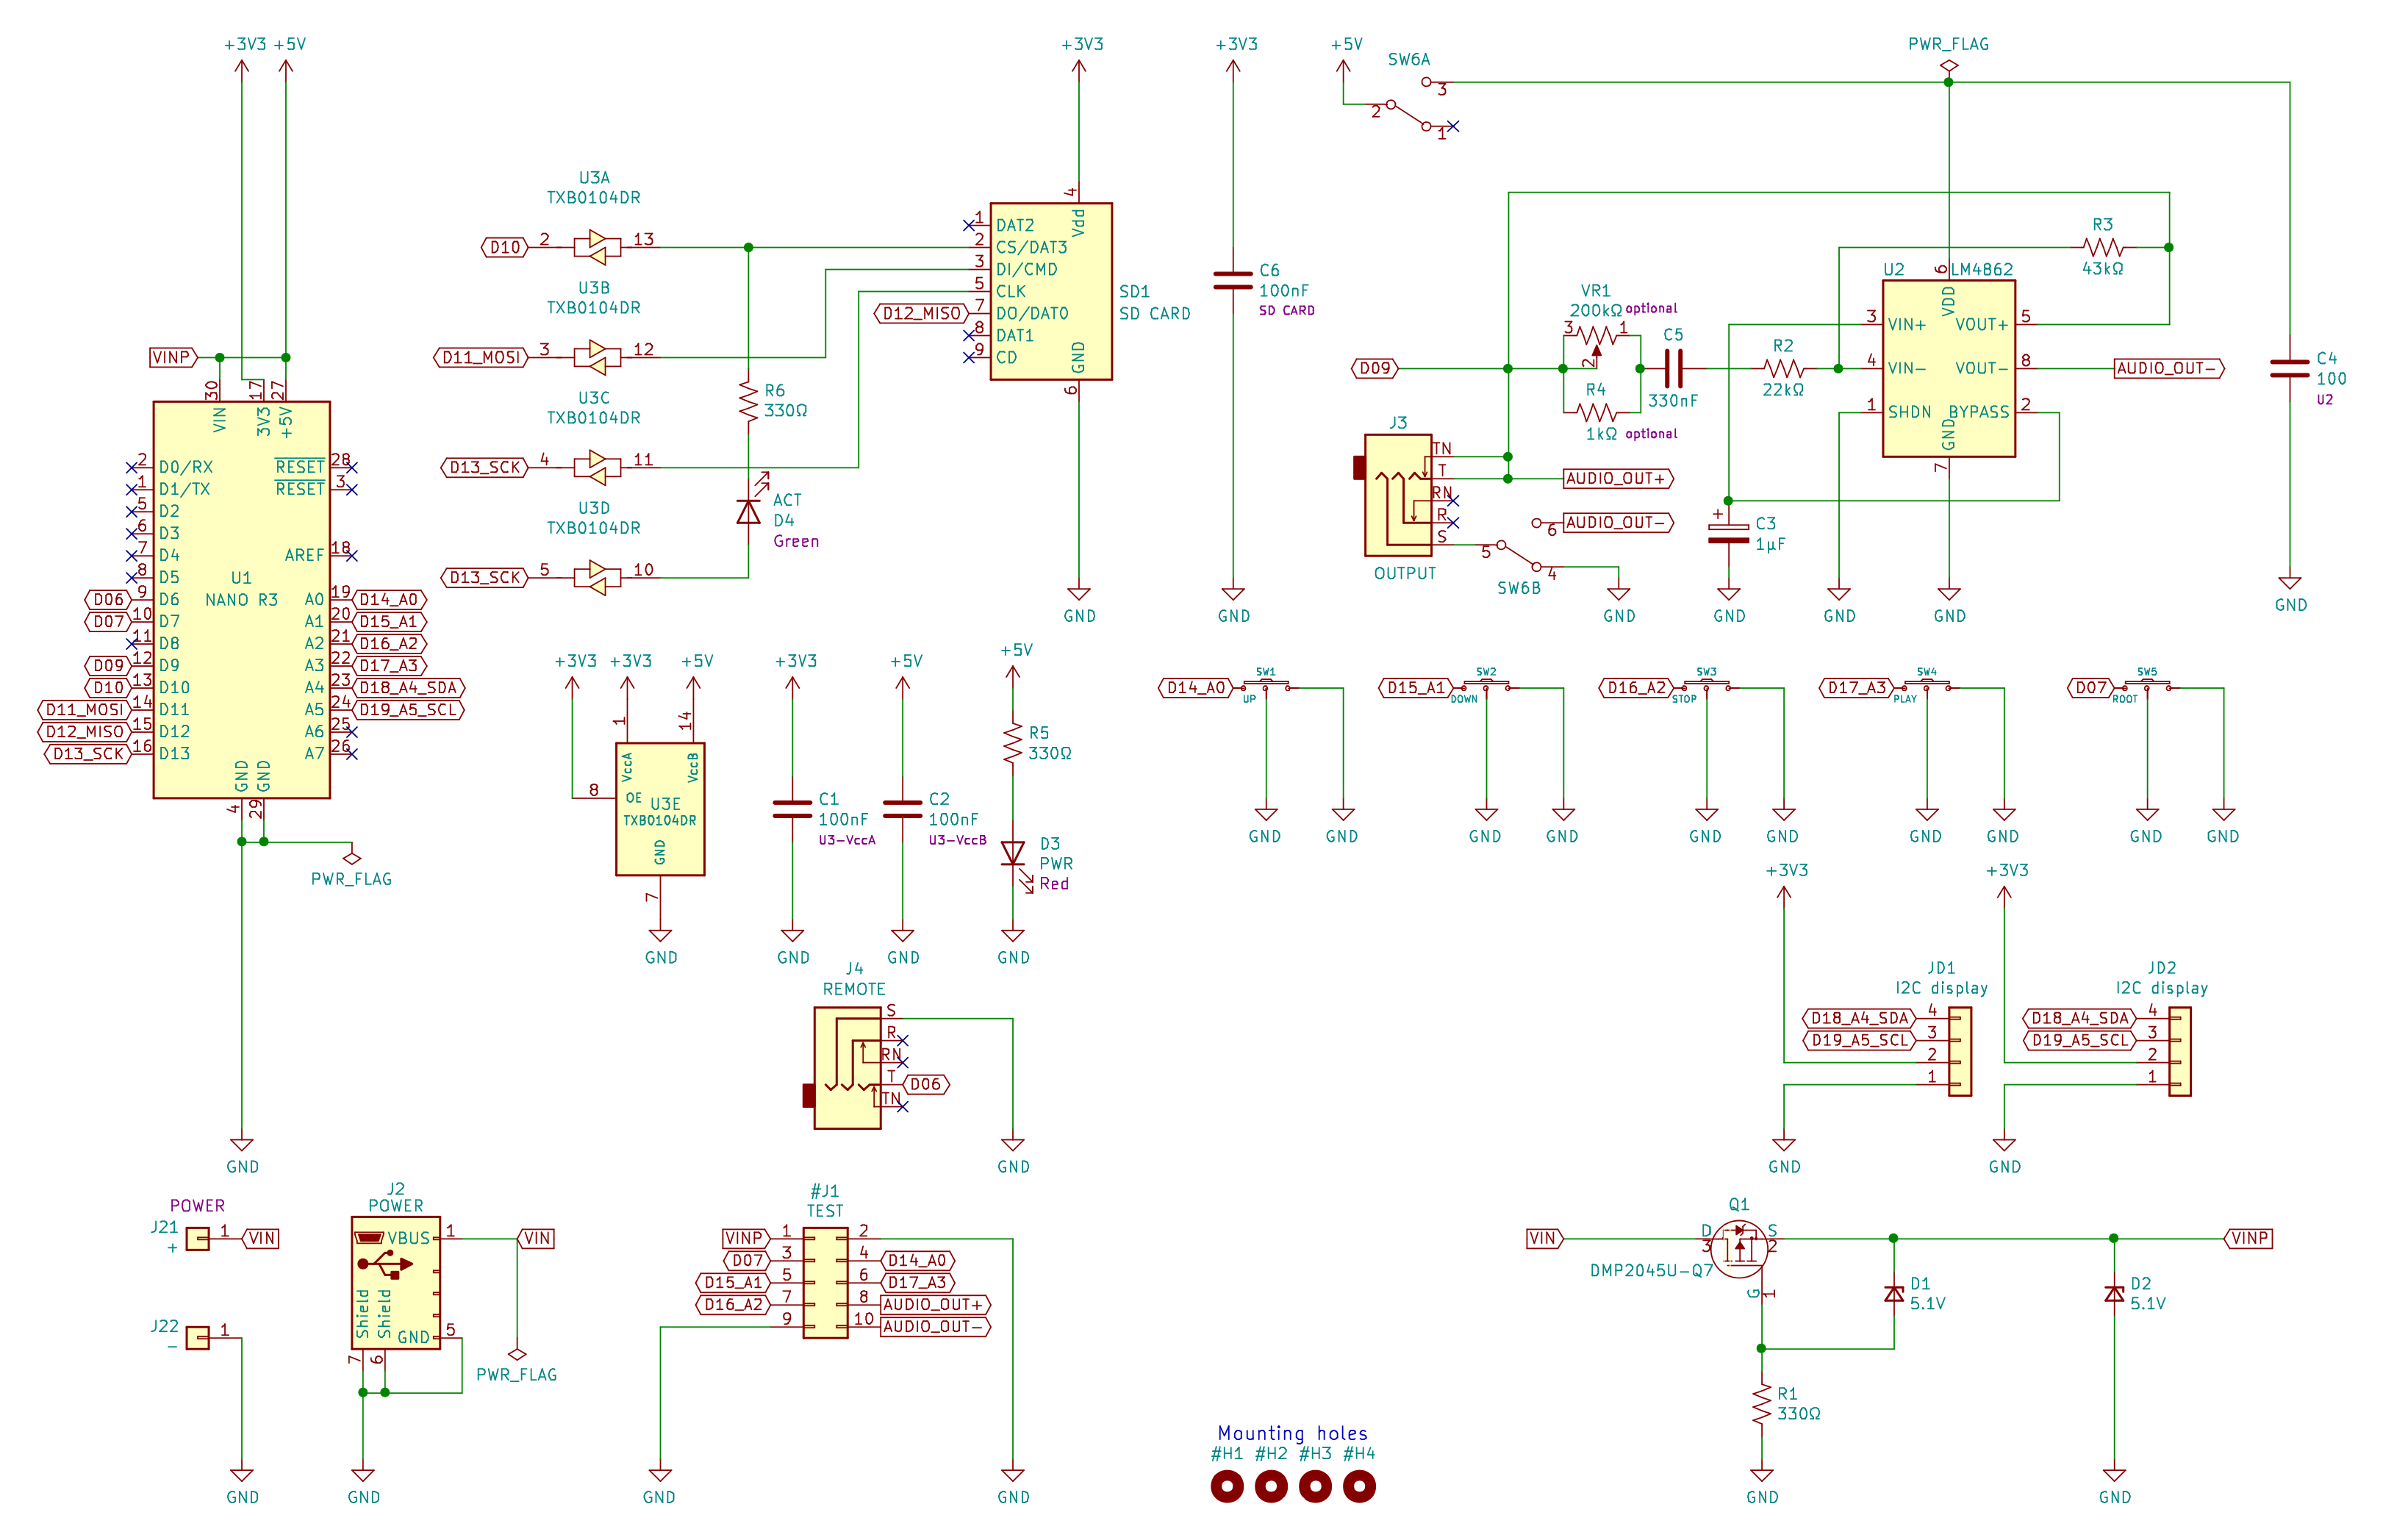 +3V3 +5V
VINP
30 VIN
17 3V3
27 +5V
2 D0/RX
1 D1/TX
5 D2
6 D3
7 D4
8 D5
D06 9 D6
D07 10 D7
11 D8
D09 12 D9
D10 13 D10
D11_MOSI 14 D11
D12_MISO 15 D12
D13_SCK 16 D13
U1
NANO R3
RESET 28
RESET 3
AREF 18
A0 19 D14_A0
A1 20 D15_A1
A2 21 D16_A2
A3 22 D17_A3
A4 23 D18_A4_SDA
A5 24 D19_A5_SCL
A6 25
A7 26
GND 4
GND 29
PWR_FLAG
GND
U3A
TXB0104DR
D10 2 13
U3B
TXB0104DR
D11_MOSI 3 12
U3C
TXB0104DR
D13_SCK 4 11
U3D
TXB0104DR
D13_SCK 5 10
R6
330Ω
ACT
D4
Green
+3V3
4 Vdd
1 DAT2
2 CS/DAT3
3 DI/CMD
5 CLK
D12_MISO 7 DO/DAT0
8 DAT1
9 CD
GND 6
SD1
SD CARD
GND
+3V3
C6
100nF
SD CARD
GND
+5V
SW6A
3
2
1
PWR_FLAG
U2
LM4862
6 VDD
3 VIN+
4 VIN-
1 SHDN
VOUT+ 5
VOUT- 8
BYPASS 2
GND 7
AUDIO_OUT-
R3
43kΩ
C4
100
U2
GND
VR1
200kΩ optional
3 1
2
R4
1kΩ optional
C5
330nF
R2
22kΩ
D09
J3
TN
T
RN
R
S
OUTPUT
AUDIO_OUT+
6 AUDIO_OUT-
5
4
SW6B
GND
C3
+
1µF
GND
GND
GND
+3V3 +3V3 +5V
1 VccA
14 VccB
8 OE
U3E
TXB0104DR
GND
7
GND
+3V3
C1
100nF
U3-VccA
GND
+5V
C2
100nF
U3-VccB
GND
+5V
R5
330Ω
D3
PWR
Red
GND
D14_A0 SW1
UP
GND GND
D15_A1 SW2
DOWN
GND GND
D16_A2 SW3
STOP
GND GND
D17_A3 SW4
PLAY
GND GND
D07 SW5
ROOT
GND GND
+3V3
JD1
I2C display
D18_A4_SDA 4
D19_A5_SCL 3
2
1
GND
+3V3
JD2
I2C display
D18_A4_SDA 4
D19_A5_SCL 3
2
1
GND
J4
REMOTE
S
R
RN
T D06
TN
GND
POWER
J21 1 VIN
+
J22 1
-
GND
J2
POWER
VBUS 1 VIN
Shield Shield
GND 5
7 6
PWR_FLAG
GND
#J1
TEST
VINP 1 2
D07 3 4 D14_A0
D15_A1 5 6 D17_A3
D16_A2 7 8 AUDIO_OUT+
9 10 AUDIO_OUT-
GND GND
Mounting holes
#H1 #H2 #H3 #H4
Q1
VIN D 3 S 2 VINP
DMP2045U-Q7
G 1
D1
5.1V
D2
5.1V
R1
330Ω
GND GND